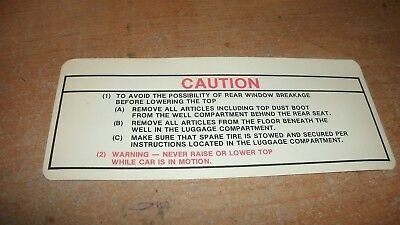 CAUTION
(1) TO AVOID THE POSSIBILITY OF REAR WINDOW BREAKAGE
BEFORE LOWERING THE TOP
(A) REMOVE ALL ARTICLES INCLUDING TOP DUST BOOT
FROM THE WELL COMPARTMENT BEHIND THE REAR SEAT.
(B) REMOVE ALL ARTICLES FROM THE FLOOR BENEATH THE
WELL IN THE LUGGAGE COMPARTMENT.
(C) MAKE SURE THAT SPARE TIRE IS STOWED AND SECURED PER
INSTRUCTIONS LOCATED IN THE LUGGAGE COMPARTMENT.
(2) WARNING — NEVER RAISE OR LOWER TOP
WHILE CAR IS IN MOTION.